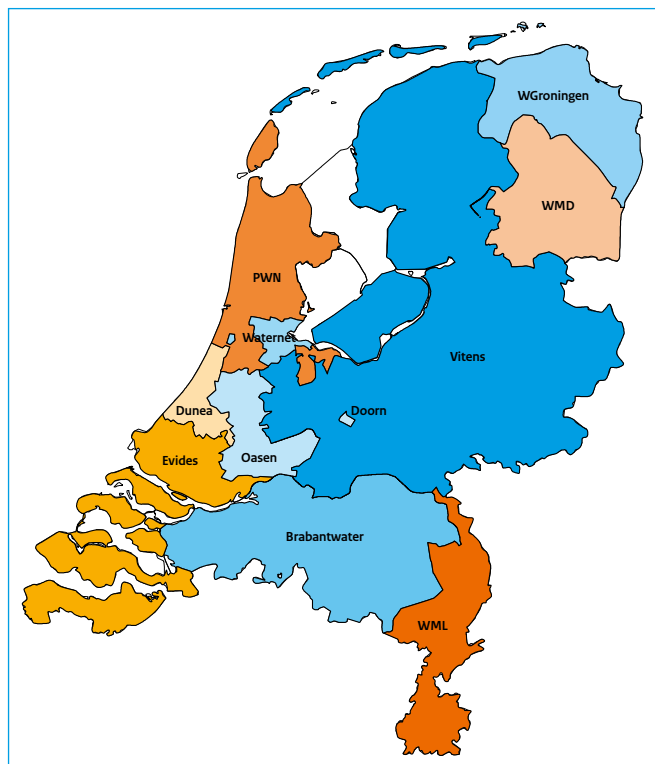 WGroningen
WMD
PWN
Waternet
Vitens
Dunea
Doorn
Evides
Oasen
Brabantwater
WML